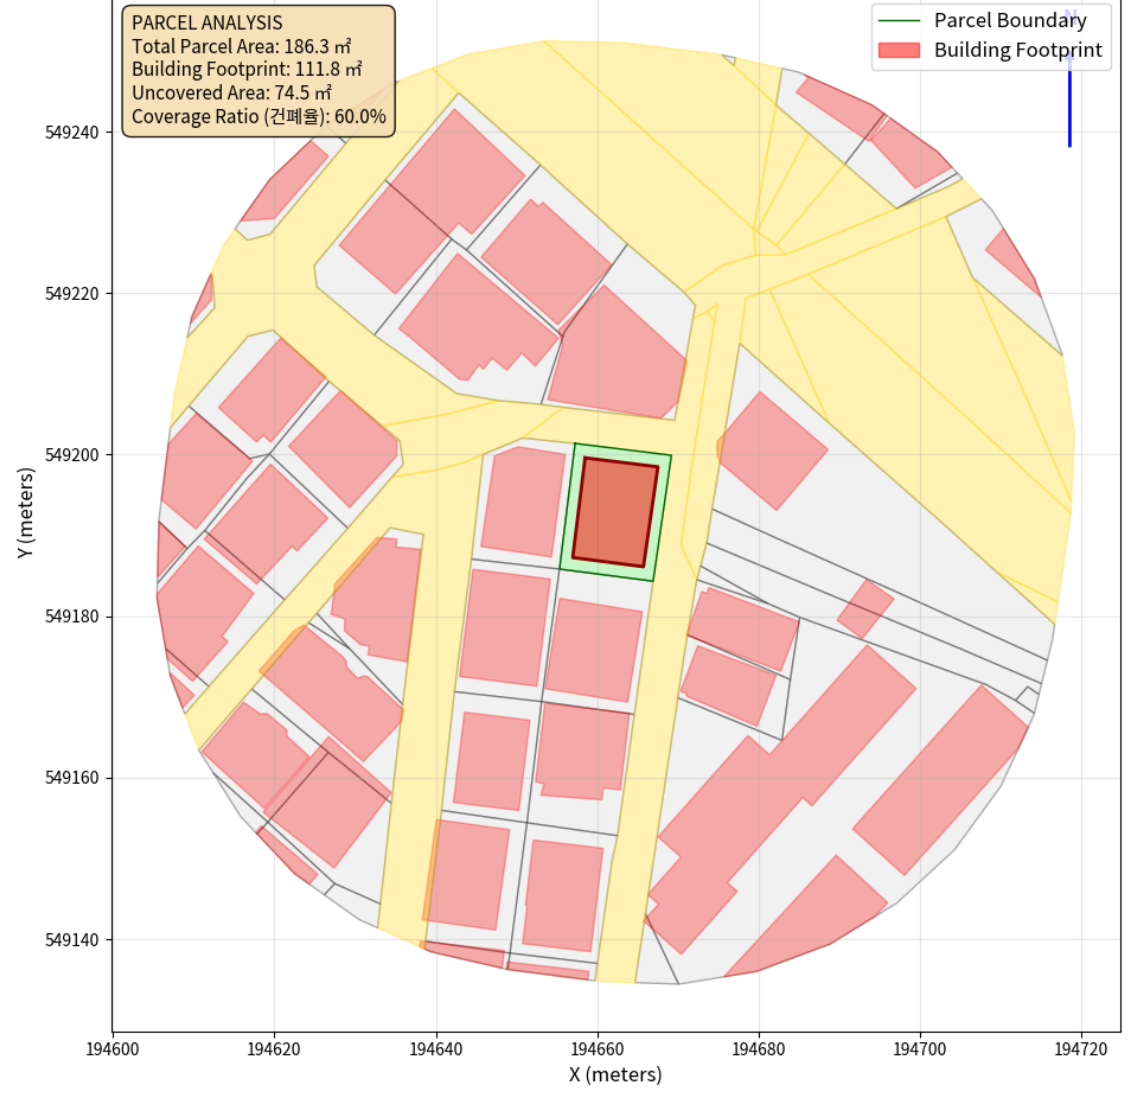 PARCEL ANALYSIS
Total Parcel Area: 186.3 ㎡
Building Footprint: 111.8 ㎡
Uncovered Area: 74.5 ㎡
Coverage Ratio (건폐율): 60.0%
Parcel Boundary
Building Footprint
N
549240
549220
549200
549180
549160
549140
Y (meters)
194600 194620 194640 194660 194680 194700 194720
X (meters)